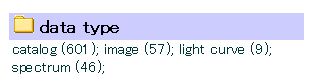 data type
catalog (601); image (57); light curve (9);
spectrum (46);